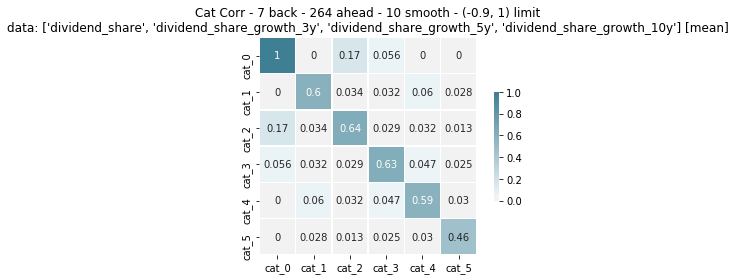 Cat Corr - 7 back - 264 ahead - 10 smooth - (-0.9, 1) limit
data: ['dividend_share', 'dividend_share_growth_3y', 'dividend_share_growth_5y', 'dividend_share_growth_10y'] [mean]
cat_0 1 0 0.17 0.056 0 0
cat_1 0 0.6 0.034 0.032 0.06 0.028
cat_2 0.17 0.034 0.64 0.029 0.032 0.013
cat_3 0.056 0.032 0.029 0.63 0.047 0.025
cat_4 0 0.06 0.032 0.047 0.59 0.03
cat_5 0 0.028 0.013 0.025 0.03 0.46
cat_0 cat_1 cat_2 cat_3 cat_4 cat_5
1.0
0.8
0.6
0.4
0.2
0.0